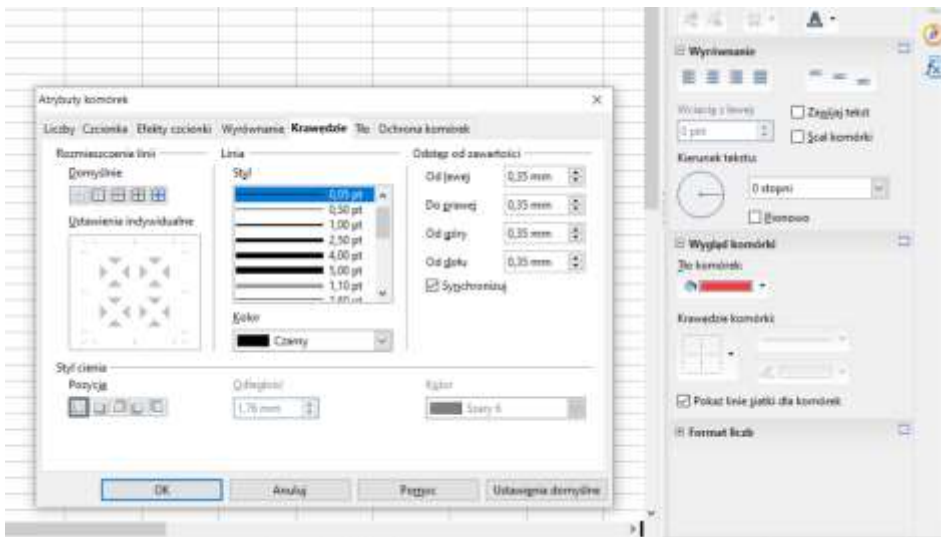 Atrybuty komórek
Liczby Czcionka Efekty czcionki Wyrównanie Krawędzie Tło Ochrona komórek
Rozmieszczenie linii
Domyślnie
Ustawienia indywidualne
Linia
Styl
0,05 pt
0,50 pt
1,00 pt
2,50 pt
4,00 pt
5,00 pt
1,10 pt
Kolor
Czarny
Odstęp od zawartości
Od lewej 0,35 mm
Do prawej 0,35 mm
Od góry 0,35 mm
Od dołu 0,35 mm
Synchronizuj
Styl cienia
Pozycja
Odległość
1,76 mm
Kolor
Szary 6
OK Anuluj Pomoc Ustawienia domyślne
Wyrównanie
Wcięcie z lewej
0 pkt
Zawijaj tekst
Scal komórki
Kierunek tekstu:
0 stopni
Pionowo
Wygląd komórki
Tło komórek:
Krawędzie komórki:
Pokaż linie siatki dla komórek
Format liczb